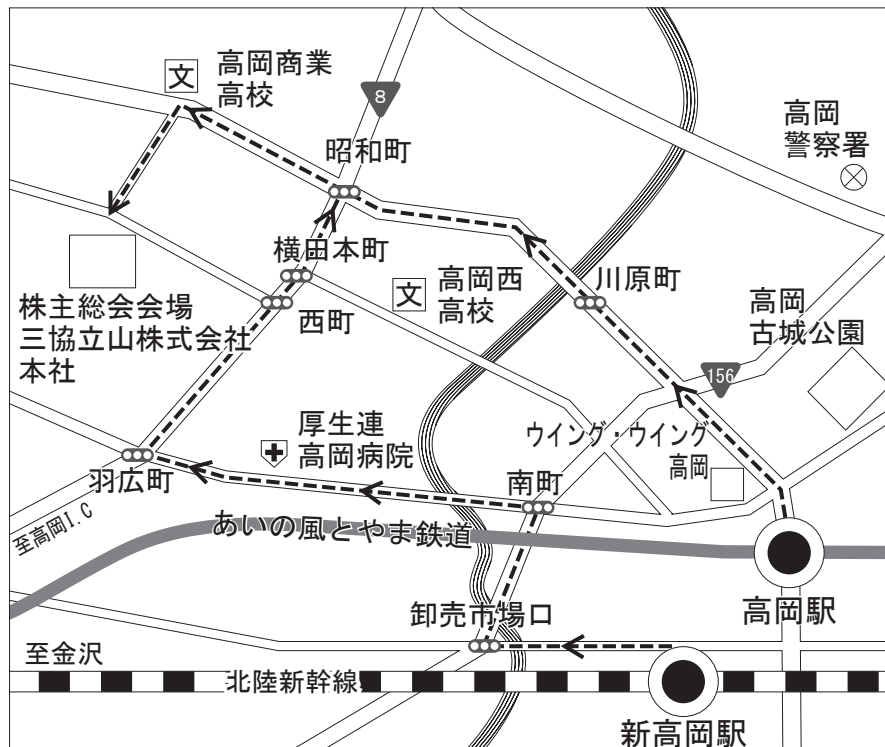 文
高岡商業
高校
8
高岡
警察署
昭和町
横田本町
文
高岡西
高校
川原町
西町
株主総会会場
三協立山株式会社
本社
高岡
古城公園
156
厚生連
高岡病院
ウイング・ウイング
高岡
羽広町
南町
至高岡I.C
あいの風とやま鉄道
高岡駅
卸売市場口
至金沢
北陸新幹線
新高岡駅